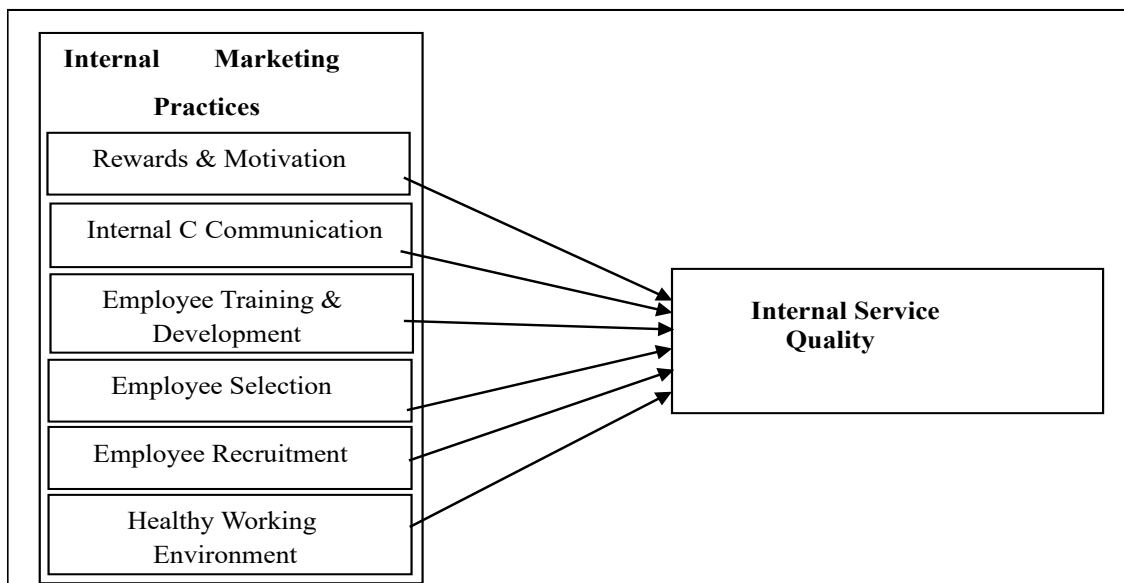 Internal Marketing
Practices
Rewards & Motivation
Internal C Communication
Employee Training &
Development
Employee Selection
Employee Recruitment
Healthy Working
Environment
Internal Service
Quality